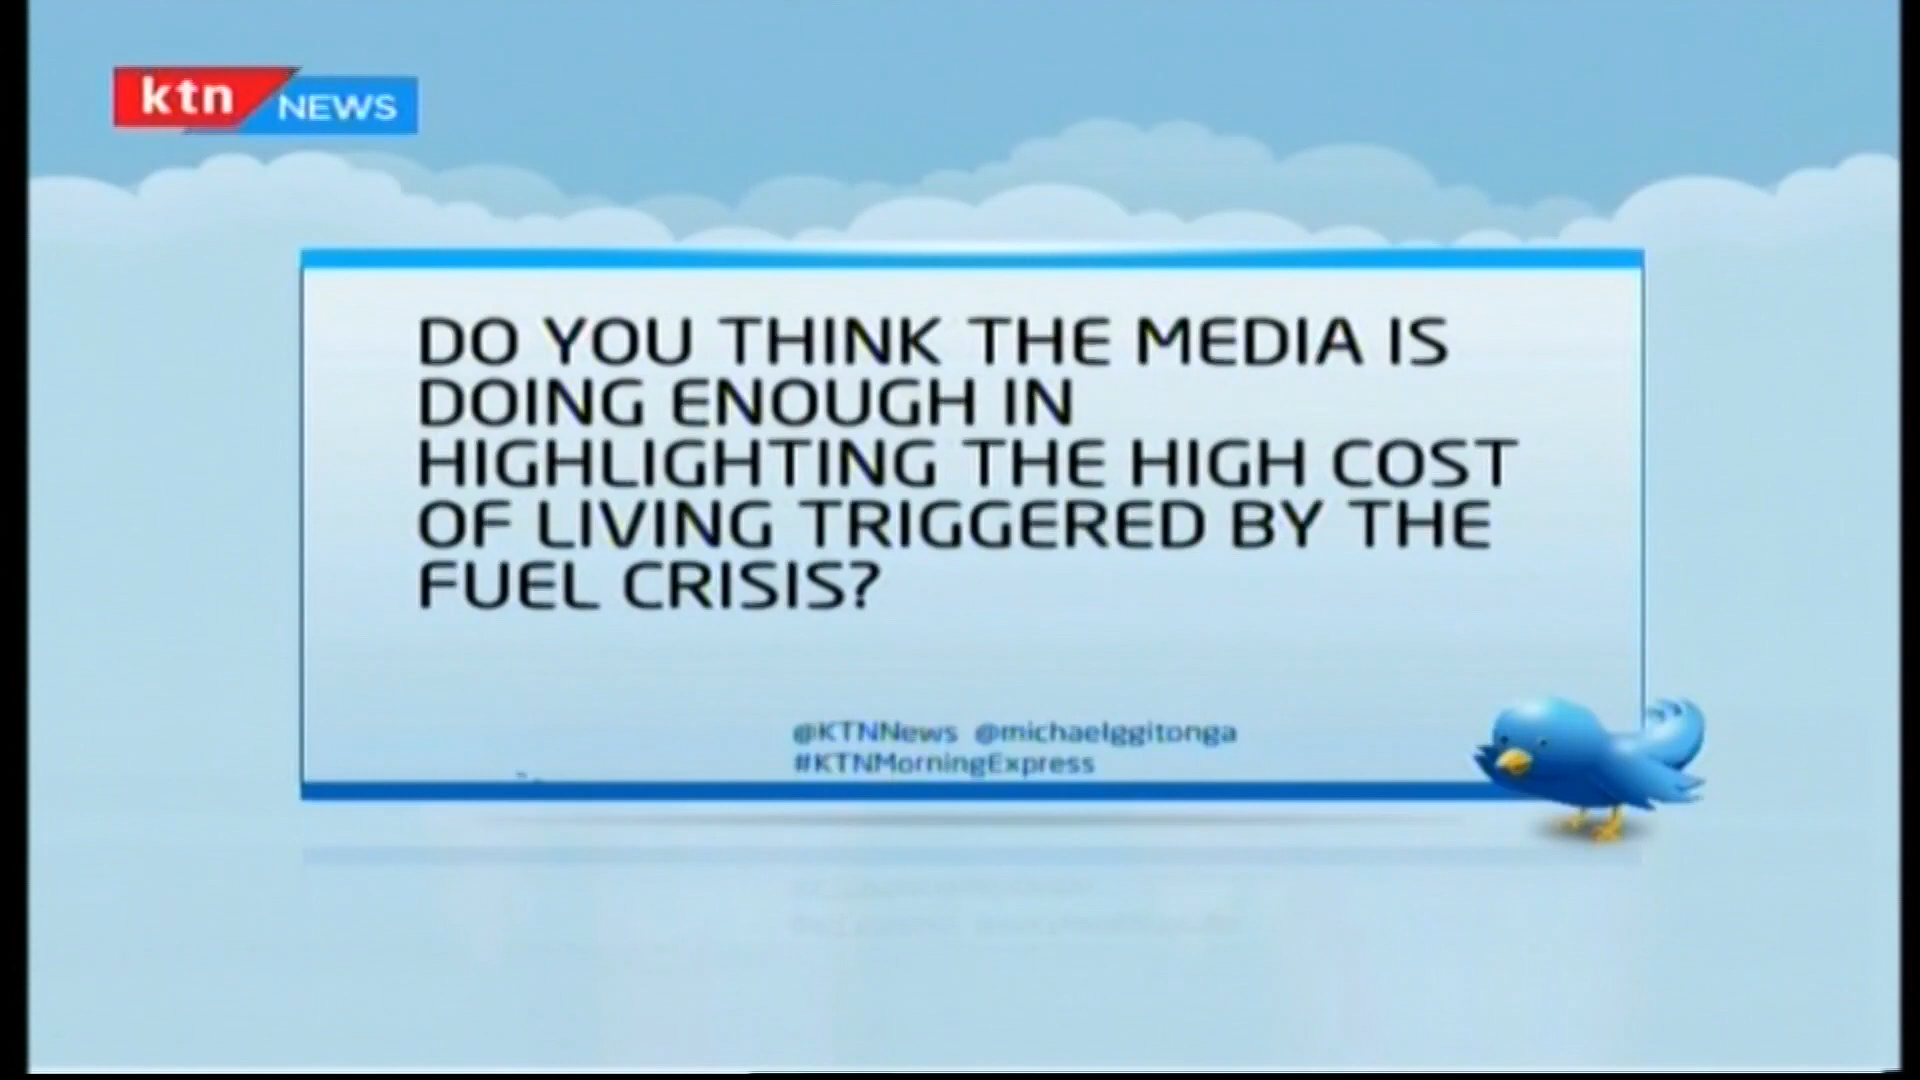 ktn NEWS
DO YOU THINK THE MEDIA IS
DOING ENOUGH IN
HIGHLIGHTING THE HIGH COST
OF LIVING TRIGGERED BY THE
FUEL CRISIS?
@KTNNews @michaelggitonga
#KTNMorningExpress